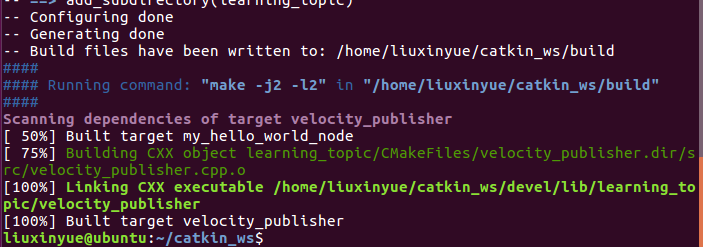 -- ==> add_subdirectory(learning_topic)
-- Configuring done
-- Generating done
-- Build files have been written to: /home/liuxinyue/catkin_ws/build
####
#### Running command: "make -j2 -l2" in "/home/liuxinyue/catkin_ws/build"
####
Scanning dependencies of target velocity_publisher
[ 50%] Built target my_hello_world_node
[ 75%] Building CXX object learning_topic/CMakeFiles/velocity_publisher.dir/s
rc/velocity_publisher.cpp.o
[100%] Linking CXX executable /home/liuxinyue/catkin_ws/devel/lib/learning_to
pic/velocity_publisher
[100%] Built target velocity_publisher
liuxinyue@ubuntu:~/catkin_ws$